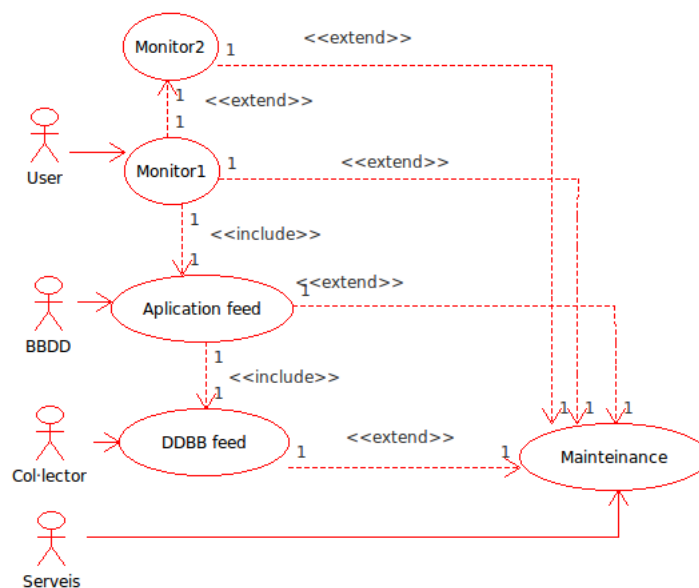 Monitor2
1
<<extend>>
1
<<extend>>
1
User
Monitor1
1
<<extend>>
1
<<include>>
1
<<extend>>
1
BBDD
Aplication feed
1
<<include>>
1
1
1
1
Col·lector
DDBB feed
<<extend>>
1
1
Mainteinance
Serveis